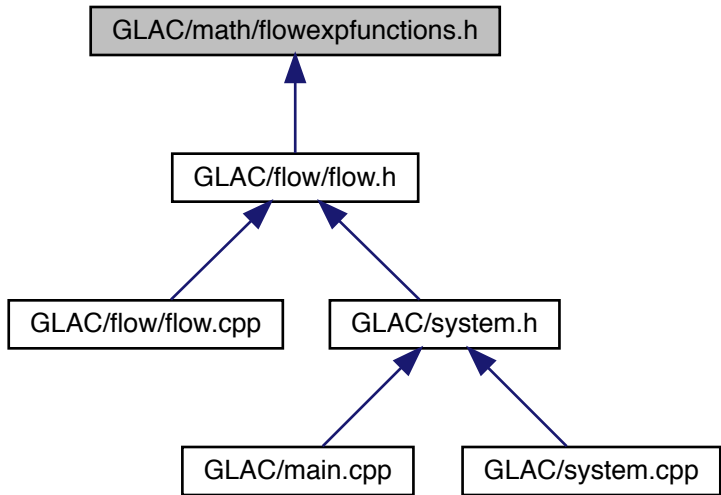 GLAC/math/flowexpfunctions.h
GLAC/flow/flow.h
GLAC/flow/flow.cpp
GLAC/system.h
GLAC/main.cpp
GLAC/system.cpp